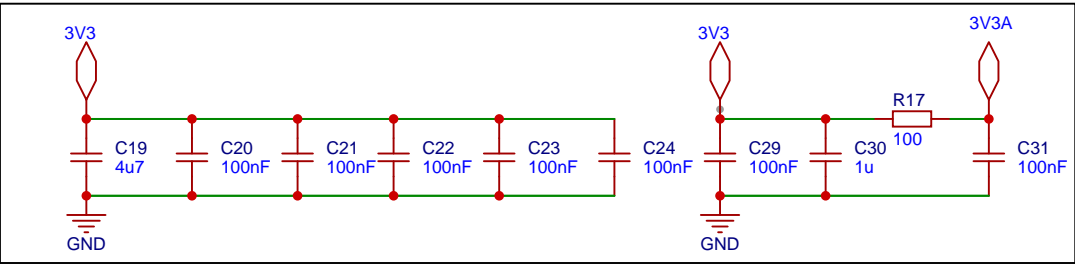 3V3
3V3
3V3A
R17
100
C19
4u7
C20
100nF
C21
100nF
C22
100nF
C23
100nF
C24
100nF
C29
100nF
C30
1u
C31
100nF
GND
GND